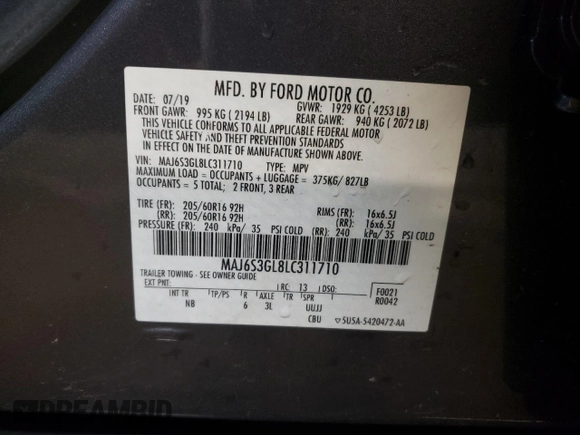 MFD. BY FORD MOTOR CO.
DATE: 07/19 GVWR: 1929 KG ( 4253 LB)
FRONT GAWR: 995 KG ( 2194 LB) REAR GAWR: 940 KG ( 2072 LB)
THIS VEHICLE CONFORMS TO ALL APPLICABLE FEDERAL MOTOR
VEHICLE SAFETY AND THEFT PREVENTION STANDARDS
IN EFFECT ON THE DATE OF MANUFACTURE SHOWN ABOVE.
VIN: MAJ6S3GL8LC311710 TYPE: MPV
MAXIMUM LOAD = OCCUPANTS + LUGGAGE = 375KG/ 827LB
OCCUPANTS = 5 TOTAL; 2 FRONT, 3 REAR
TIRE (FR): 205/60R16 92H RIMS (FR): 16x6.5J
(RR): 205/60R16 92H (RR): 16x6.5J
PRESSURE (FR): 240 kPa/ 35 PSI COLD (RR): 240 kPa/ 35 PSI COLD
MAJ6S3GL8LC311710
TRAILER TOWING - SEE OWNER GUIDE
EXT PNT: RC: 13 DSO: F0021
R0042
INT TR TP/PS R AXLE TR SPR
NB 6 3L UUJJ
CBU 5U5A-5420472-AA
DREAMBID